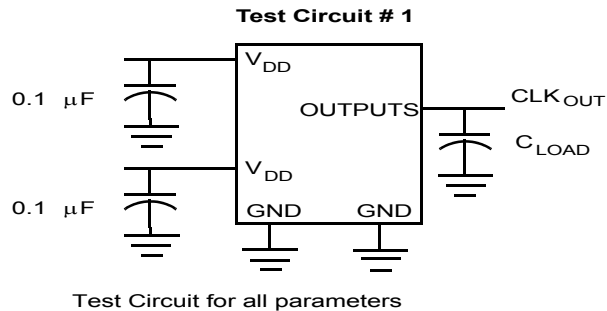 Test Circuit # 1
V_DD
0.1 μF
OUTPUTS
CLK_OUT
C_LOAD
V_DD
0.1 μF
GND GND
Test Circuit for all parameters